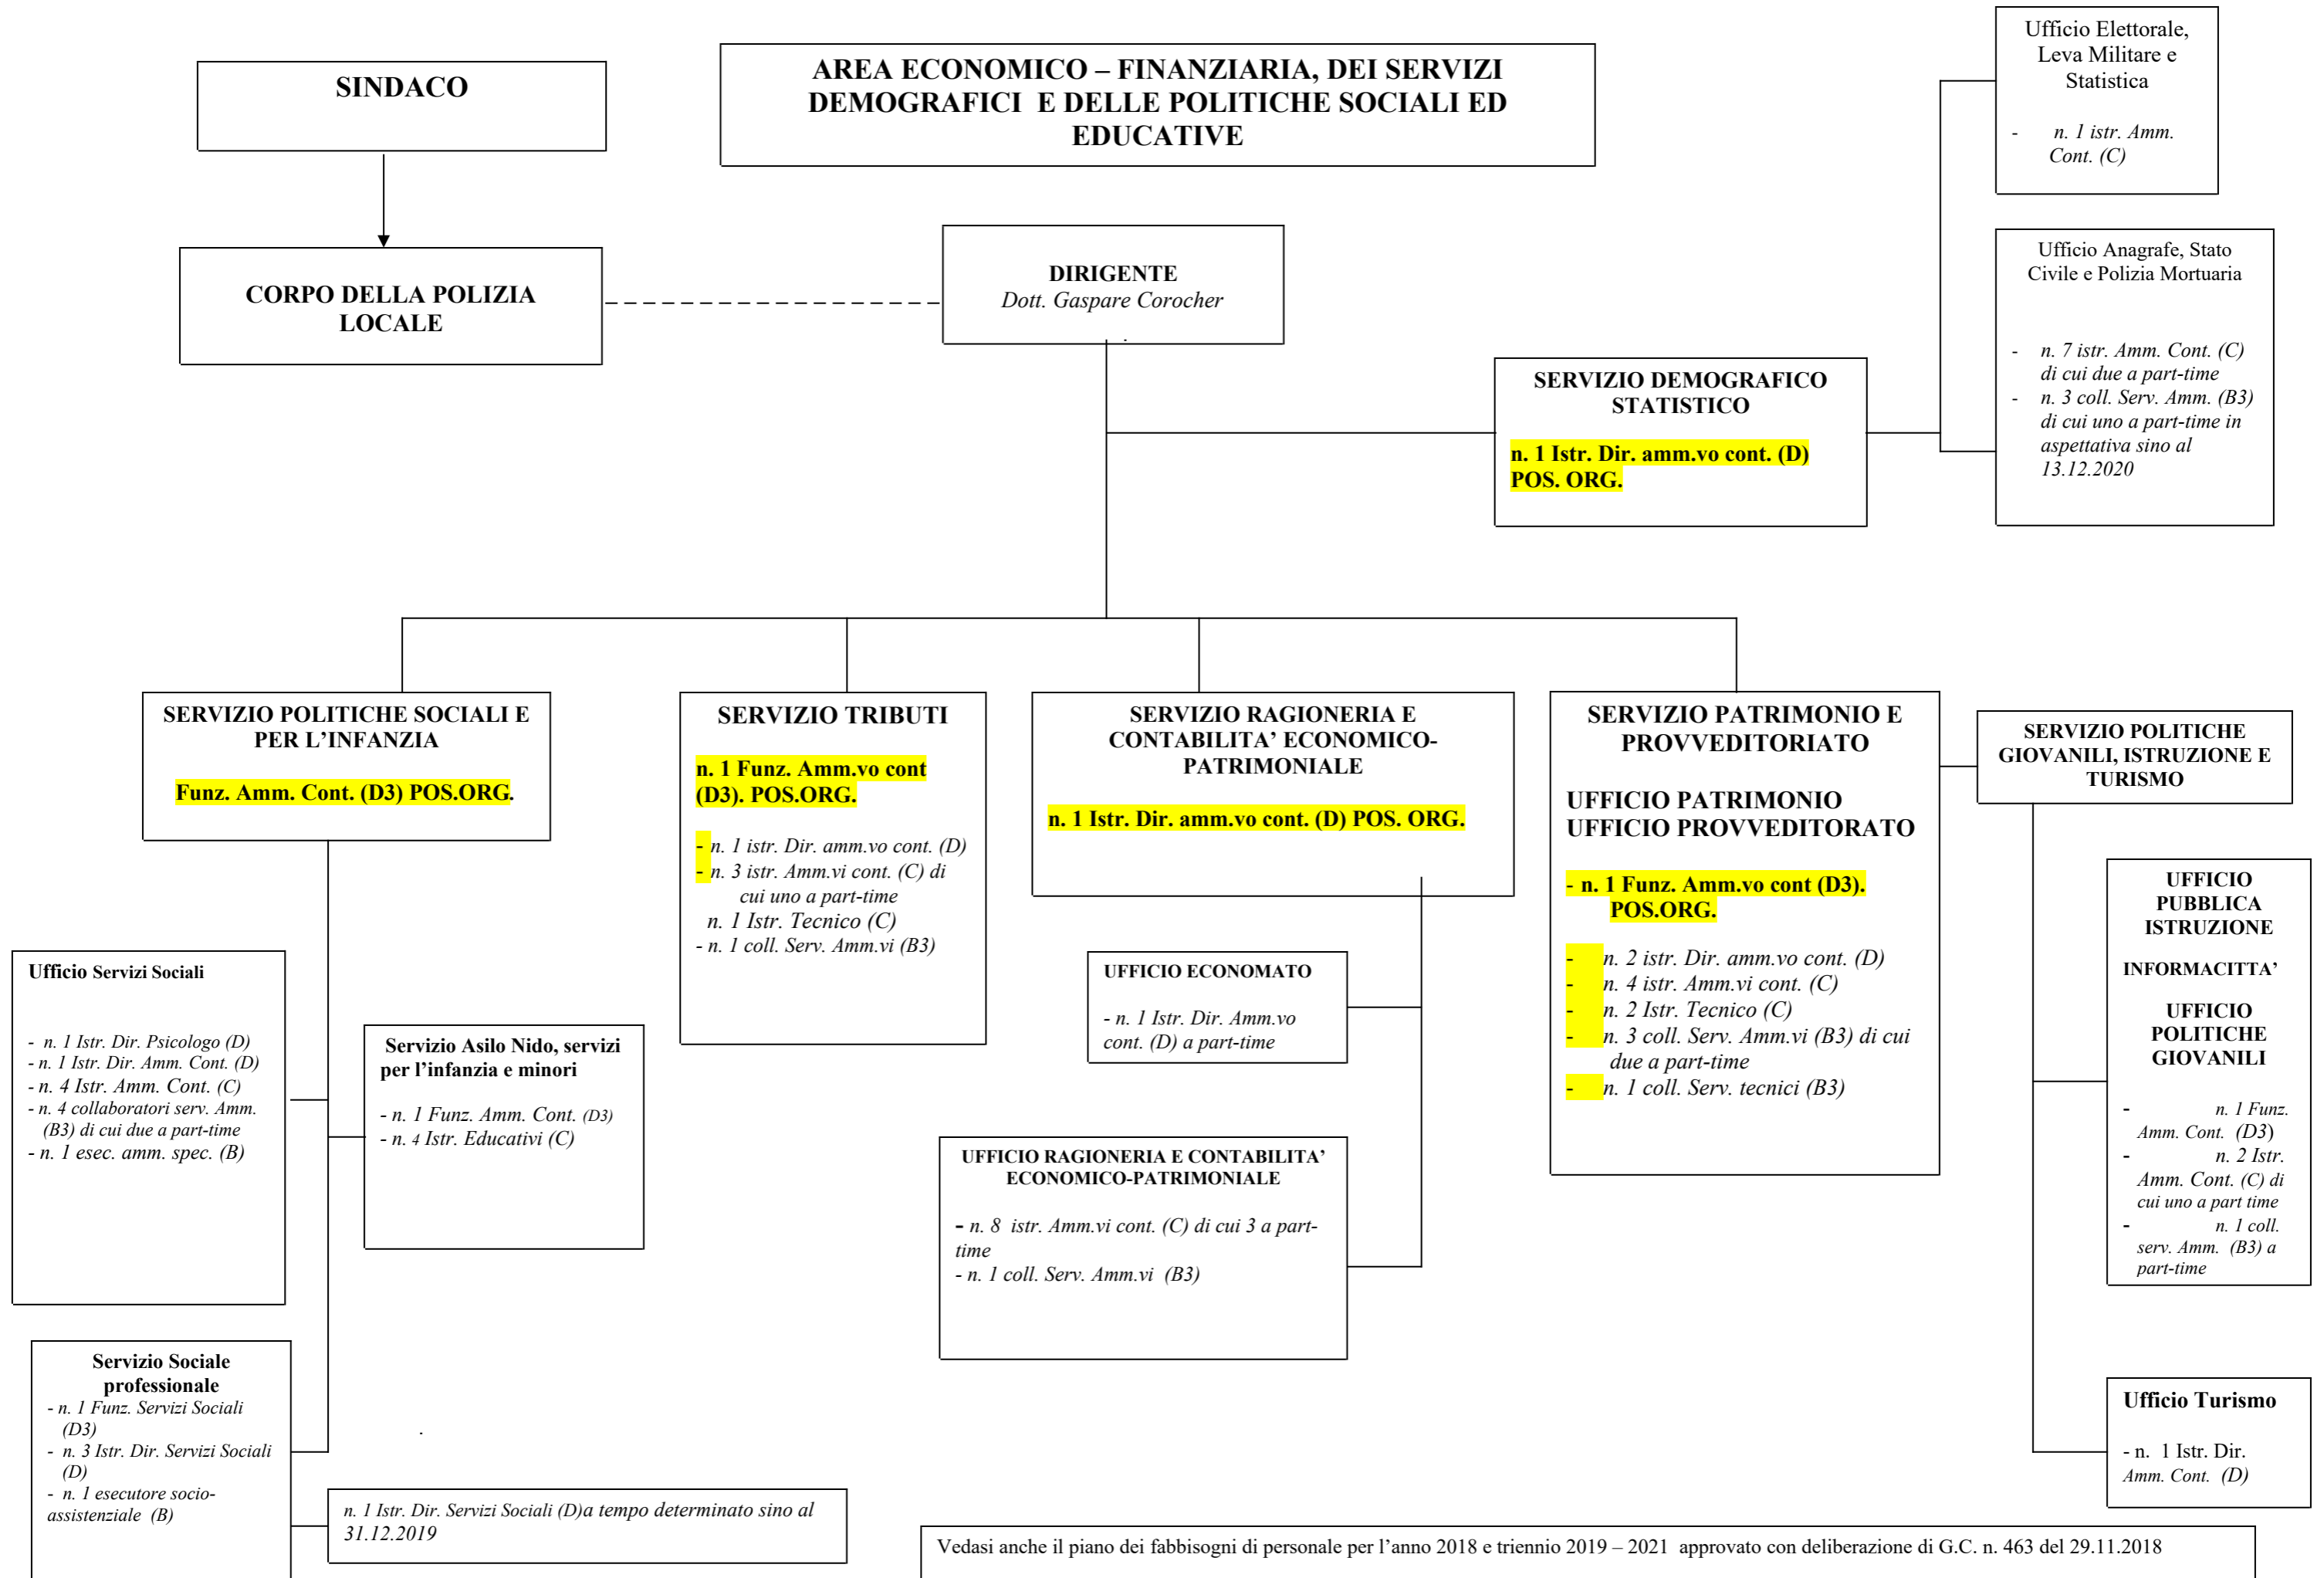 SINDACO
AREA ECONOMICO – FINANZIARIA, DEI SERVIZI
DEMOGRAFICI E DELLE POLITICHE SOCIALI ED
EDUCATIVE
Ufficio Elettorale,
Leva Militare e
Statistica
- n. 1 istr. Amm.
Cont. (C)
CORPO DELLA POLIZIA
LOCALE
DIRIGENTE
Dott. Gaspare Corocher
.
Ufficio Anagrafe, Stato
Civile e Polizia Mortuaria
- n. 7 istr. Amm. Cont. (C)
di cui due a part-time
- n. 3 coll. Serv. Amm. (B3)
di cui uno a part-time in
aspettativa sino al
13.12.2020
SERVIZIO DEMOGRAFICO
STATISTICO
n. 1 Istr. Dir. amm.vo cont. (D)
POS. ORG.
SERVIZIO POLITICHE SOCIALI E
PER L'INFANZIA
Funz. Amm. Cont. (D3) POS.ORG.
SERVIZIO TRIBUTI
n. 1 Funz. Amm.vo cont
(D3). POS.ORG.
- n. 1 istr. Dir. amm.vo cont. (D)
- n. 3 istr. Amm.vi cont. (C) di
cui uno a part-time
n. 1 Istr. Tecnico (C)
- n. 1 coll. Serv. Amm.vi (B3)
SERVIZIO RAGIONERIA E
CONTABILITA' ECONOMICO-
PATRIMONIALE
n. 1 Istr. Dir. amm.vo cont. (D) POS. ORG.
SERVIZIO PATRIMONIO E
PROVVEDITORIATO
UFFICIO PATRIMONIO
UFFICIO PROVVEDITORATO
- n. 1 Funz. Amm.vo cont (D3).
POS.ORG.
- n. 2 istr. Dir. amm.vo cont. (D)
- n. 4 istr. Amm.vi cont. (C)
- n. 2 Istr. Tecnico (C)
- n. 3 coll. Serv. Amm.vi (B3) di cui
due a part-time
- n. 1 coll. Serv. tecnici (B3)
SERVIZIO POLITICHE
GIOVANILI, ISTRUZIONE E
TURISMO
UFFICIO
PUBBLICA
ISTRUZIONE
INFORMACITTA'
UFFICIO
POLITICHE
GIOVANILI
- n. 1 Funz.
Amm. Cont. (D3)
- n. 2 Istr.
Amm. Cont. (C) di
cui uno a part time
- n. 1 coll.
serv. Amm. (B3) a
part-time
Ufficio Servizi Sociali
- n. 1 Istr. Dir. Psicologo (D)
- n. 1 Istr. Dir. Amm. Cont. (D)
- n. 4 Istr. Amm. Cont. (C)
- n. 4 collaboratori serv. Amm.
(B3) di cui due a part-time
- n. 1 esec. amm. spec. (B)
Servizio Asilo Nido, servizi
per l'infanzia e minori
- n. 1 Funz. Amm. Cont. (D3)
- n. 4 Istr. Educativi (C)
UFFICIO ECONOMATO
- n. 1 Istr. Dir. Amm.vo
cont. (D) a part-time
UFFICIO RAGIONERIA E CONTABILITA'
ECONOMICO-PATRIMONIALE
- n. 8 istr. Amm.vi cont. (C) di cui 3 a part-
time
- n. 1 coll. Serv. Amm.vi (B3)
Servizio Sociale
professionale
- n. 1 Funz. Servizi Sociali
(D3)
- n. 3 Istr. Dir. Servizi Sociali
(D)
- n. 1 esecutore socio-
assistenziale (B)
.
n. 1 Istr. Dir. Servizi Sociali (D)a tempo determinato sino al
31.12.2019
Ufficio Turismo
- n. 1 Istr. Dir.
Amm. Cont. (D)
Vedasi anche il piano dei fabbisogni di personale per l'anno 2018 e triennio 2019 – 2021 approvato con deliberazione di G.C. n. 463 del 29.11.2018